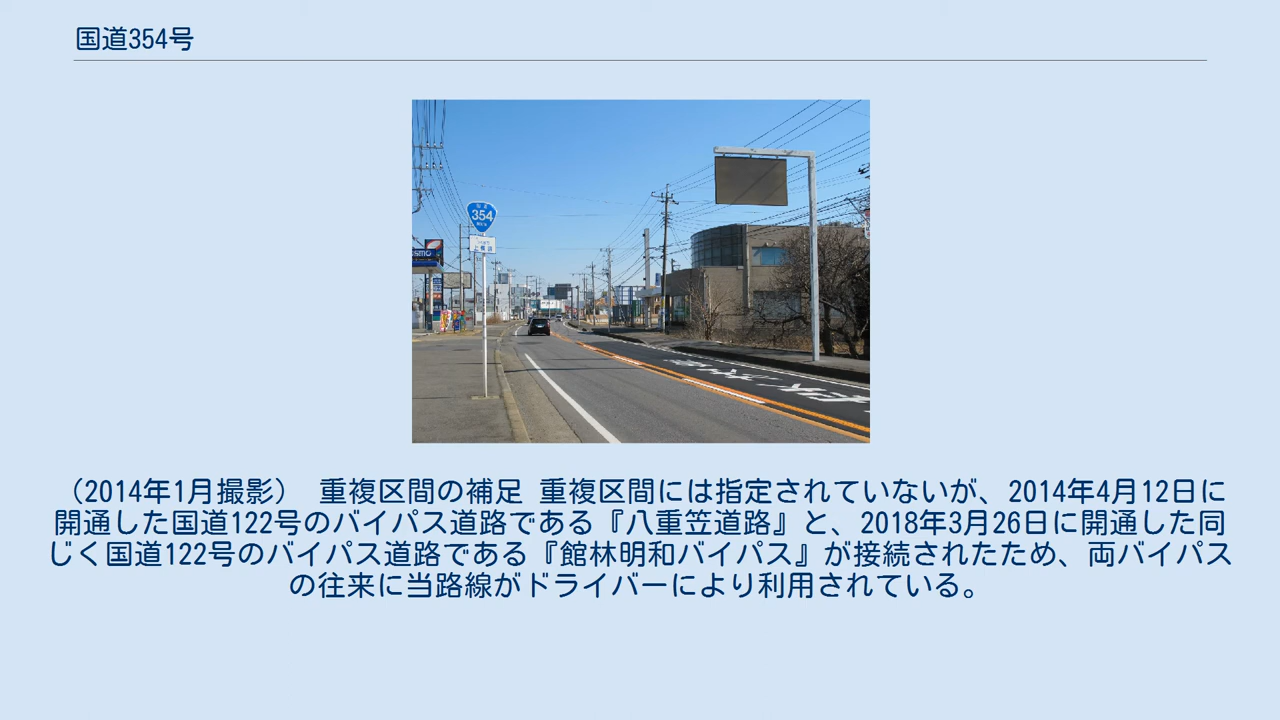 国道354号
354
（2014年1月撮影） 重複区間の補足 重複区間には指定されていないが、2014年4月12日に
開通した国道122号のバイパス道路である『八重笠道路』と、2018年3月26日に開通した同
じく国道122号のバイパス道路である『館林明和バイパス』が接続されたため、両バイパス
の往来に当路線がドライバーにより利用されている。